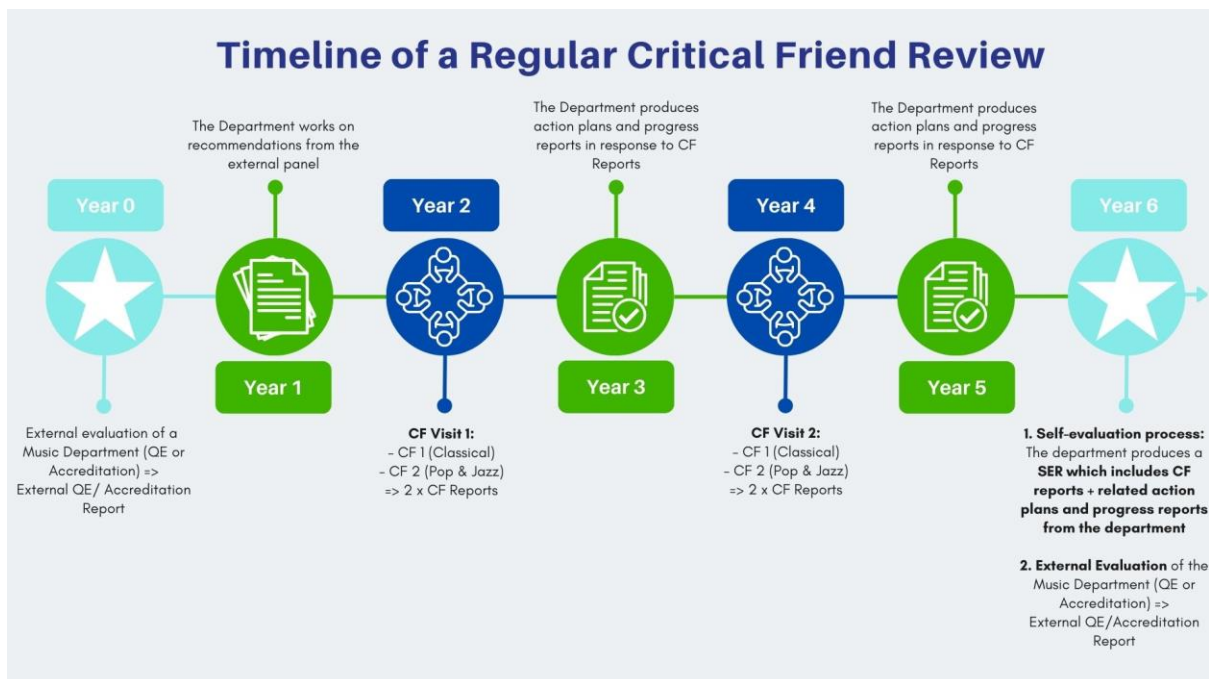 Timeline of a Regular Critical Friend Review
Year 0
External evaluation of a
Music Department (QE or
Accreditation) =>
External QE/ Accreditation
Report
The Department works on
recommendations from the
external panel
Year 1
Year 2
CF Visit 1:
- CF 1 (Classical)
- CF 2 (Pop & Jazz)
=> 2 x CF Reports
The Department produces
action plans and progress
reports in response to CF
Reports
Year 3
Year 4
CF Visit 2:
- CF 1 (Classical)
- CF 2 (Pop & Jazz)
=> 2 x CF Reports
The Department produces
action plans and progress
reports in response to CF
Reports
Year 5
Year 6
1. Self-evaluation process:
The department produces a
SER which includes CF
reports + related action
plans and progress reports
from the department
2. External Evaluation of the
Music Department (QE or
Accreditation) =>
External QE/Accreditation
Report